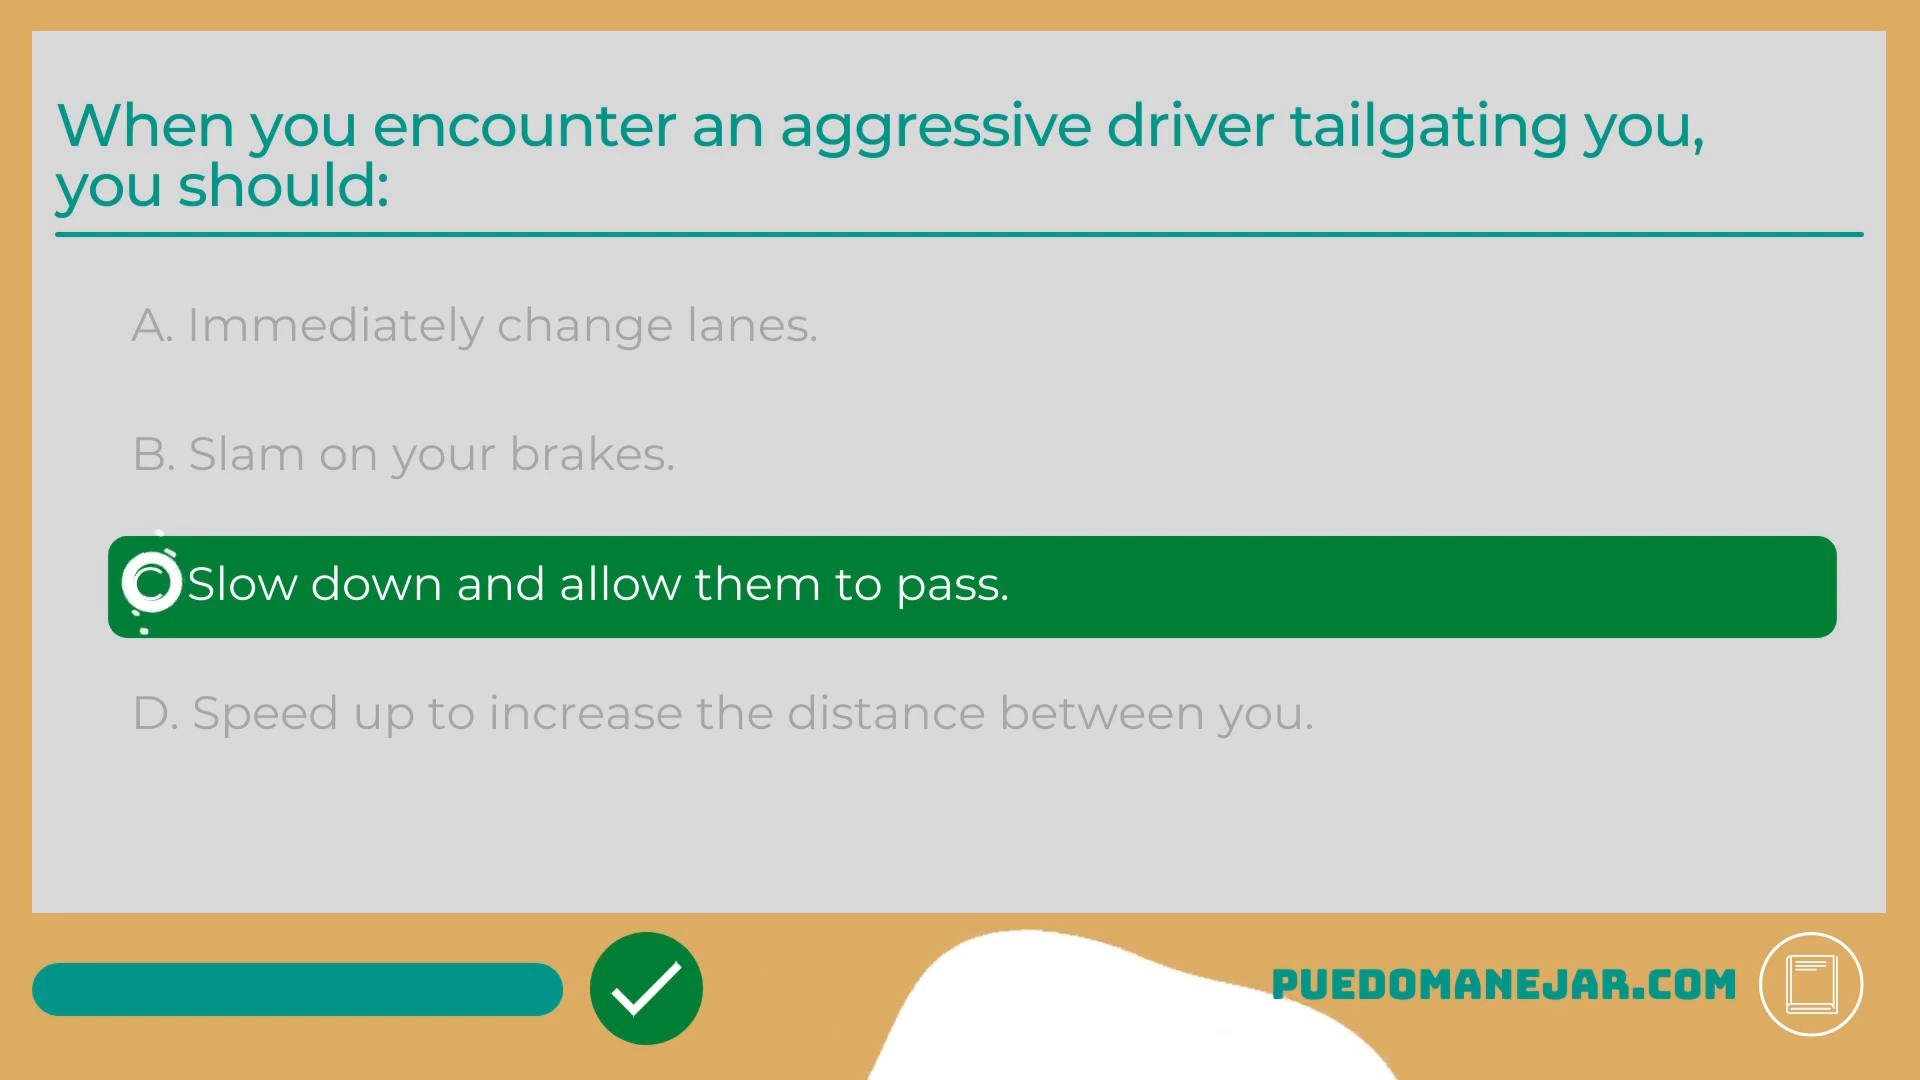 When you encounter an aggressive driver tailgating you,
you should:
A. Immediately change lanes.
B. Slam on your brakes.
C Slow down and allow them to pass.
D. Speed up to increase the distance between you.
PUEDOMANEJAR.COM